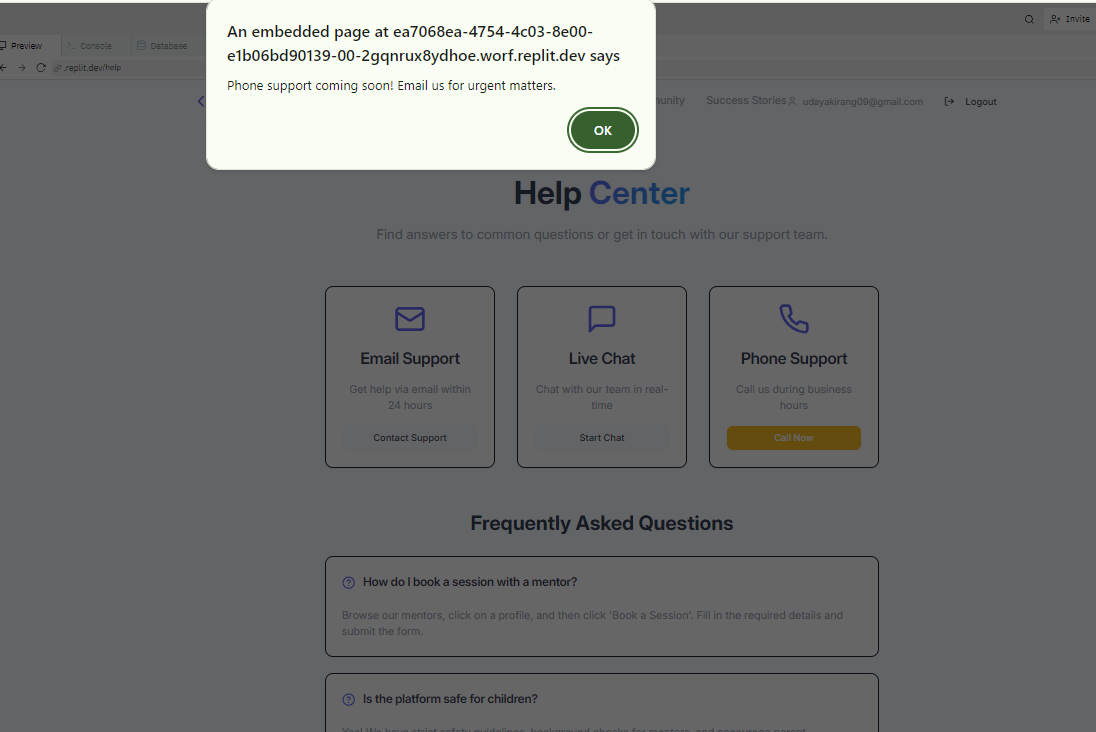 An embedded page at ea7068ea-4754-4c03-8e00-
e1b06bd90139-00-2gqnrux8ydhoe.worf.replit.dev says
Phone support coming soon! Email us for urgent matters.
OK
Invite
Preview
Console
Database
.replit.dev/help
Success Stories
udayakirang09@gmail.com
Logout
Help Center
Find answers to common questions or get in touch with our support team.
Email Support
Get help via email within
24 hours
Contact Support
Live Chat
Chat with our team in real-
time
Start Chat
Phone Support
Call us during business
hours
Call Now
Frequently Asked Questions
How do I book a session with a mentor?
Browse our mentors, click on a profile, and then click 'Book a Session'. Fill in the required details and
submit the form.
Is the platform safe for children?